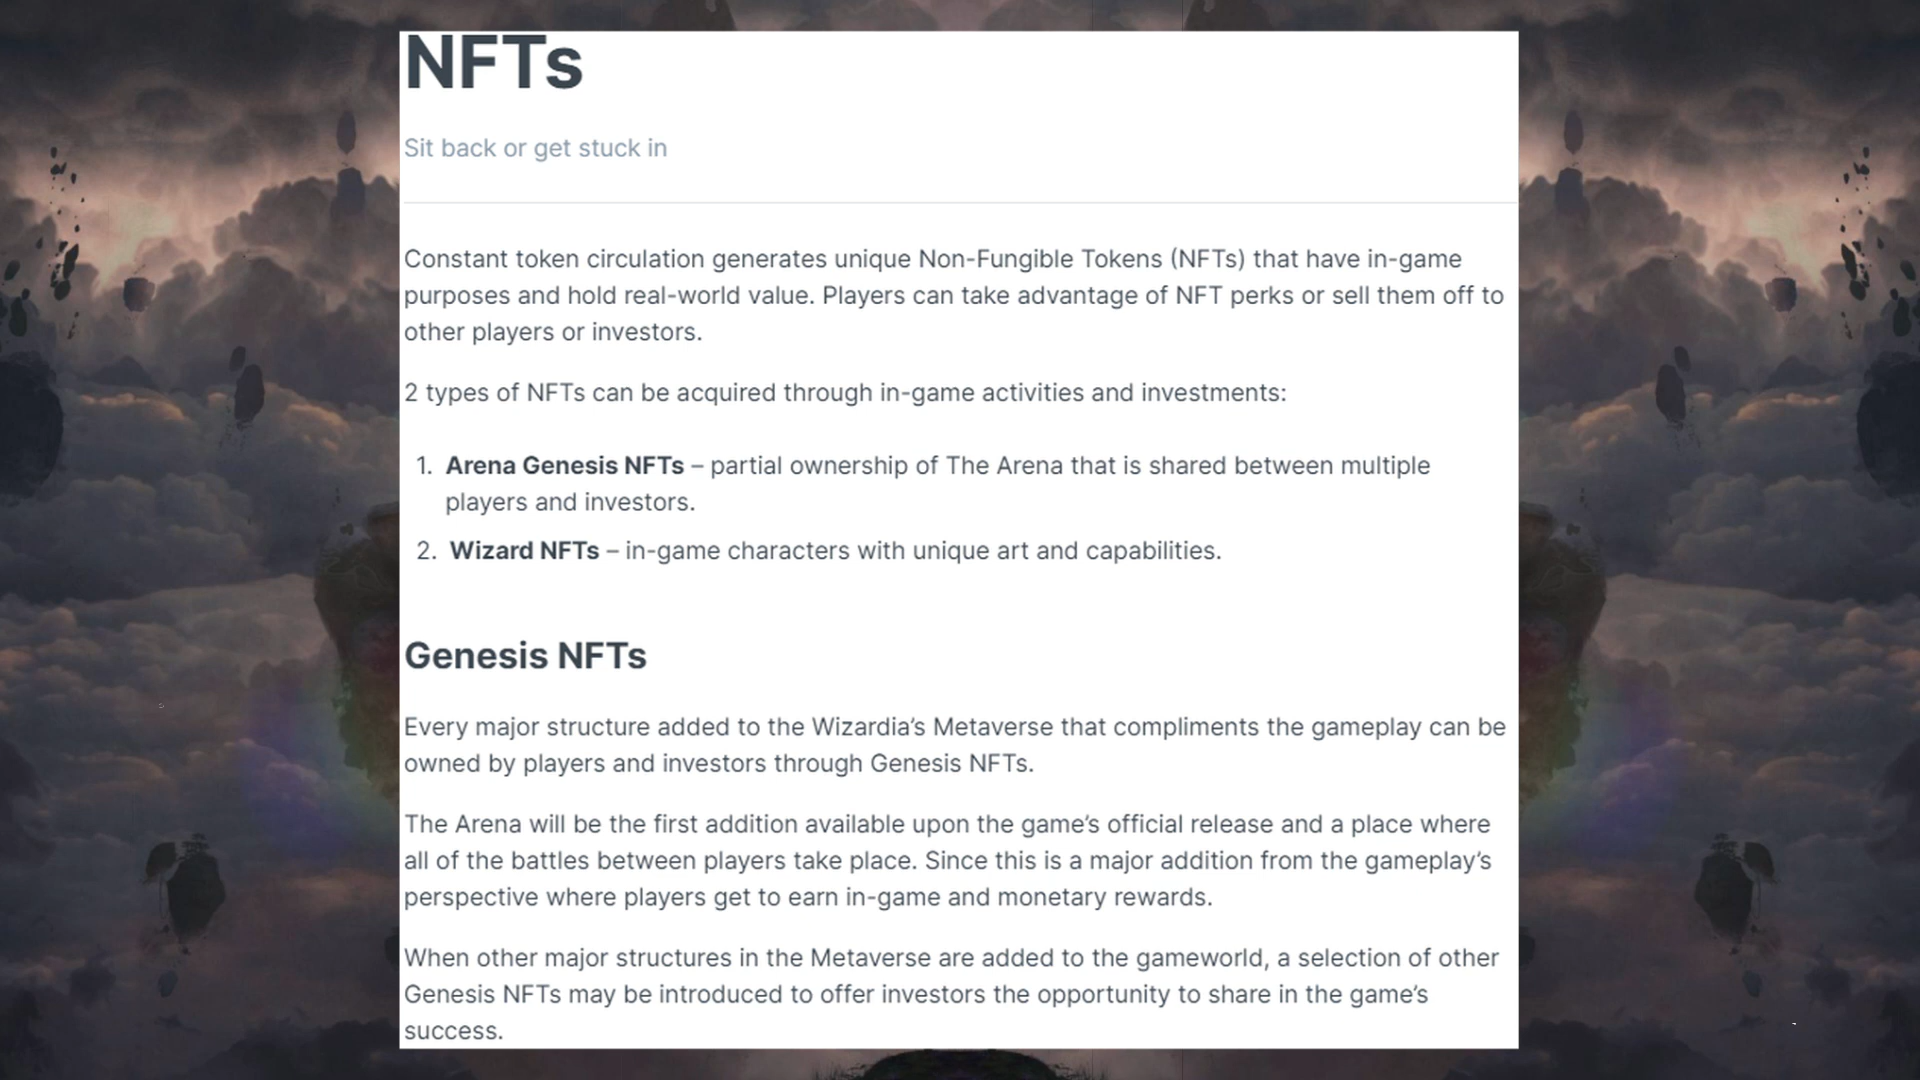 NFTs
Sit back or get stuck in
Constant token circulation generates unique Non-Fungible Tokens (NFTs) that have in-game
purposes and hold real-world value. Players can take advantage of NFT perks or sell them off to
other players or investors.
2 types of NFTs can be acquired through in-game activities and investments:
1. Arena Genesis NFTs – partial ownership of The Arena that is shared between multiple
players and investors.
2. Wizard NFTs – in-game characters with unique art and capabilities.
Genesis NFTs
Every major structure added to the Wizardia’s Metaverse that compliments the gameplay can be
owned by players and investors through Genesis NFTs.
The Arena will be the first addition available upon the game’s official release and a place where
all of the battles between players take place. Since this is a major addition from the gameplay’s
perspective where players get to earn in-game and monetary rewards.
When other major structures in the Metaverse are added to the gameworld, a selection of other
Genesis NFTs may be introduced to offer investors the opportunity to share in the game’s
success.